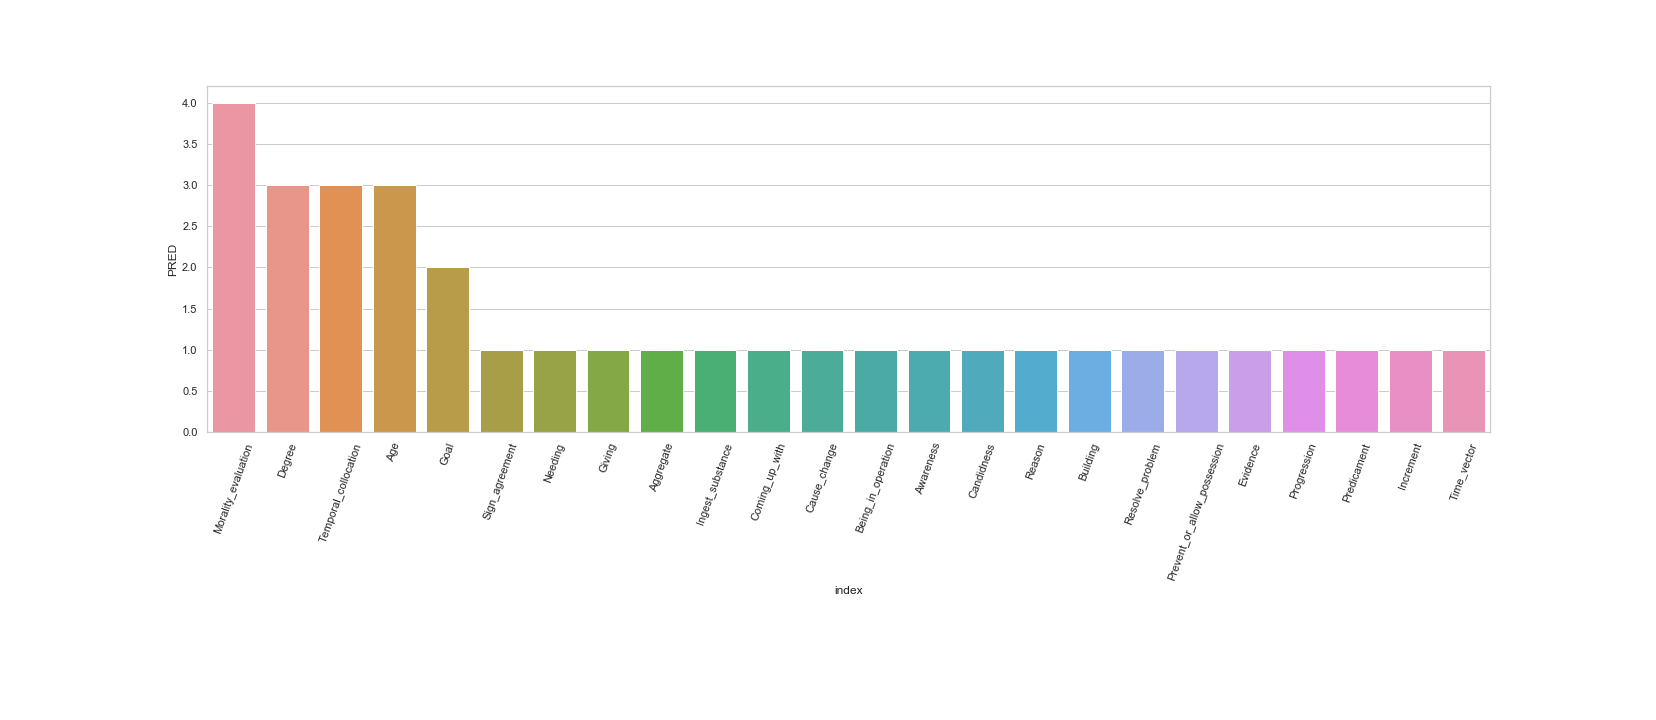 4.0
3.5
3.0
2.5
2.0
1.5
1.0
0.5
0.0
PRED
Morality_evaluation
Degree
Temporal_collocation
Age
Goal
Sign_agreement
Needing
Giving
Aggregate
Ingest_substance
Coming_up_with
Cause_change
Being_in_operation
Awareness
Candidness
Reason
Building
Resolve_problem
Prevent_or_allow_possession
Evidence
Progression
Predicament
Increment
Time_vector
index